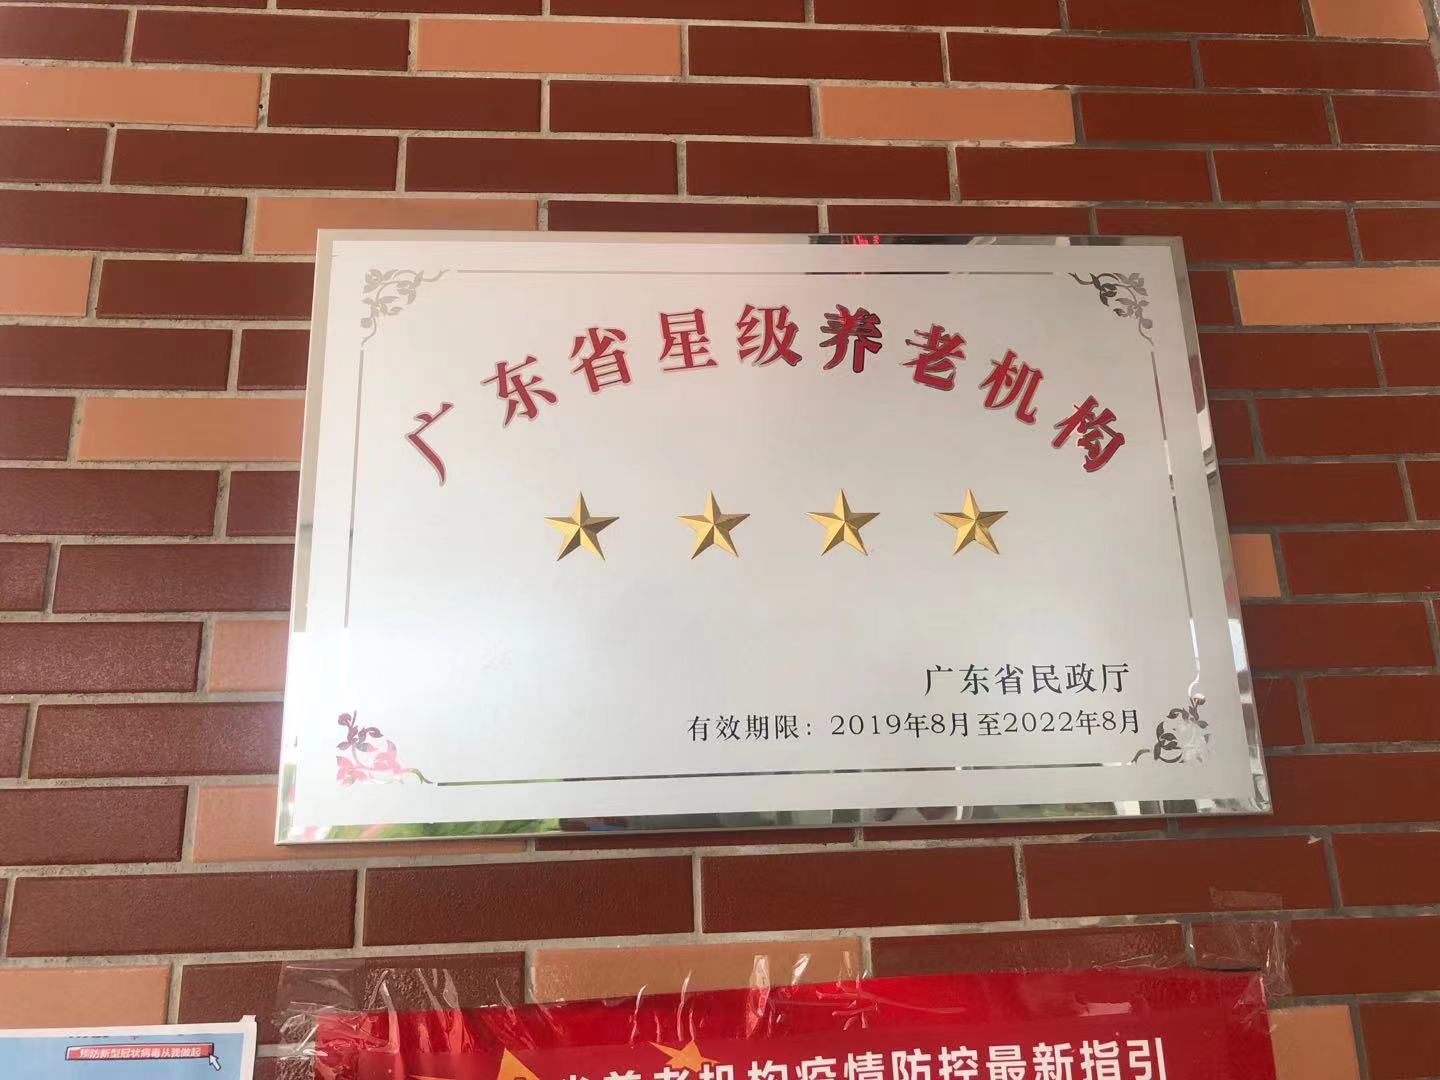 广东省星级养老机构
广东省民政厅
有效期限：2019年8月至2022年8月
预防新型冠状病毒从我做起
省养老机构疫情防控最新指引